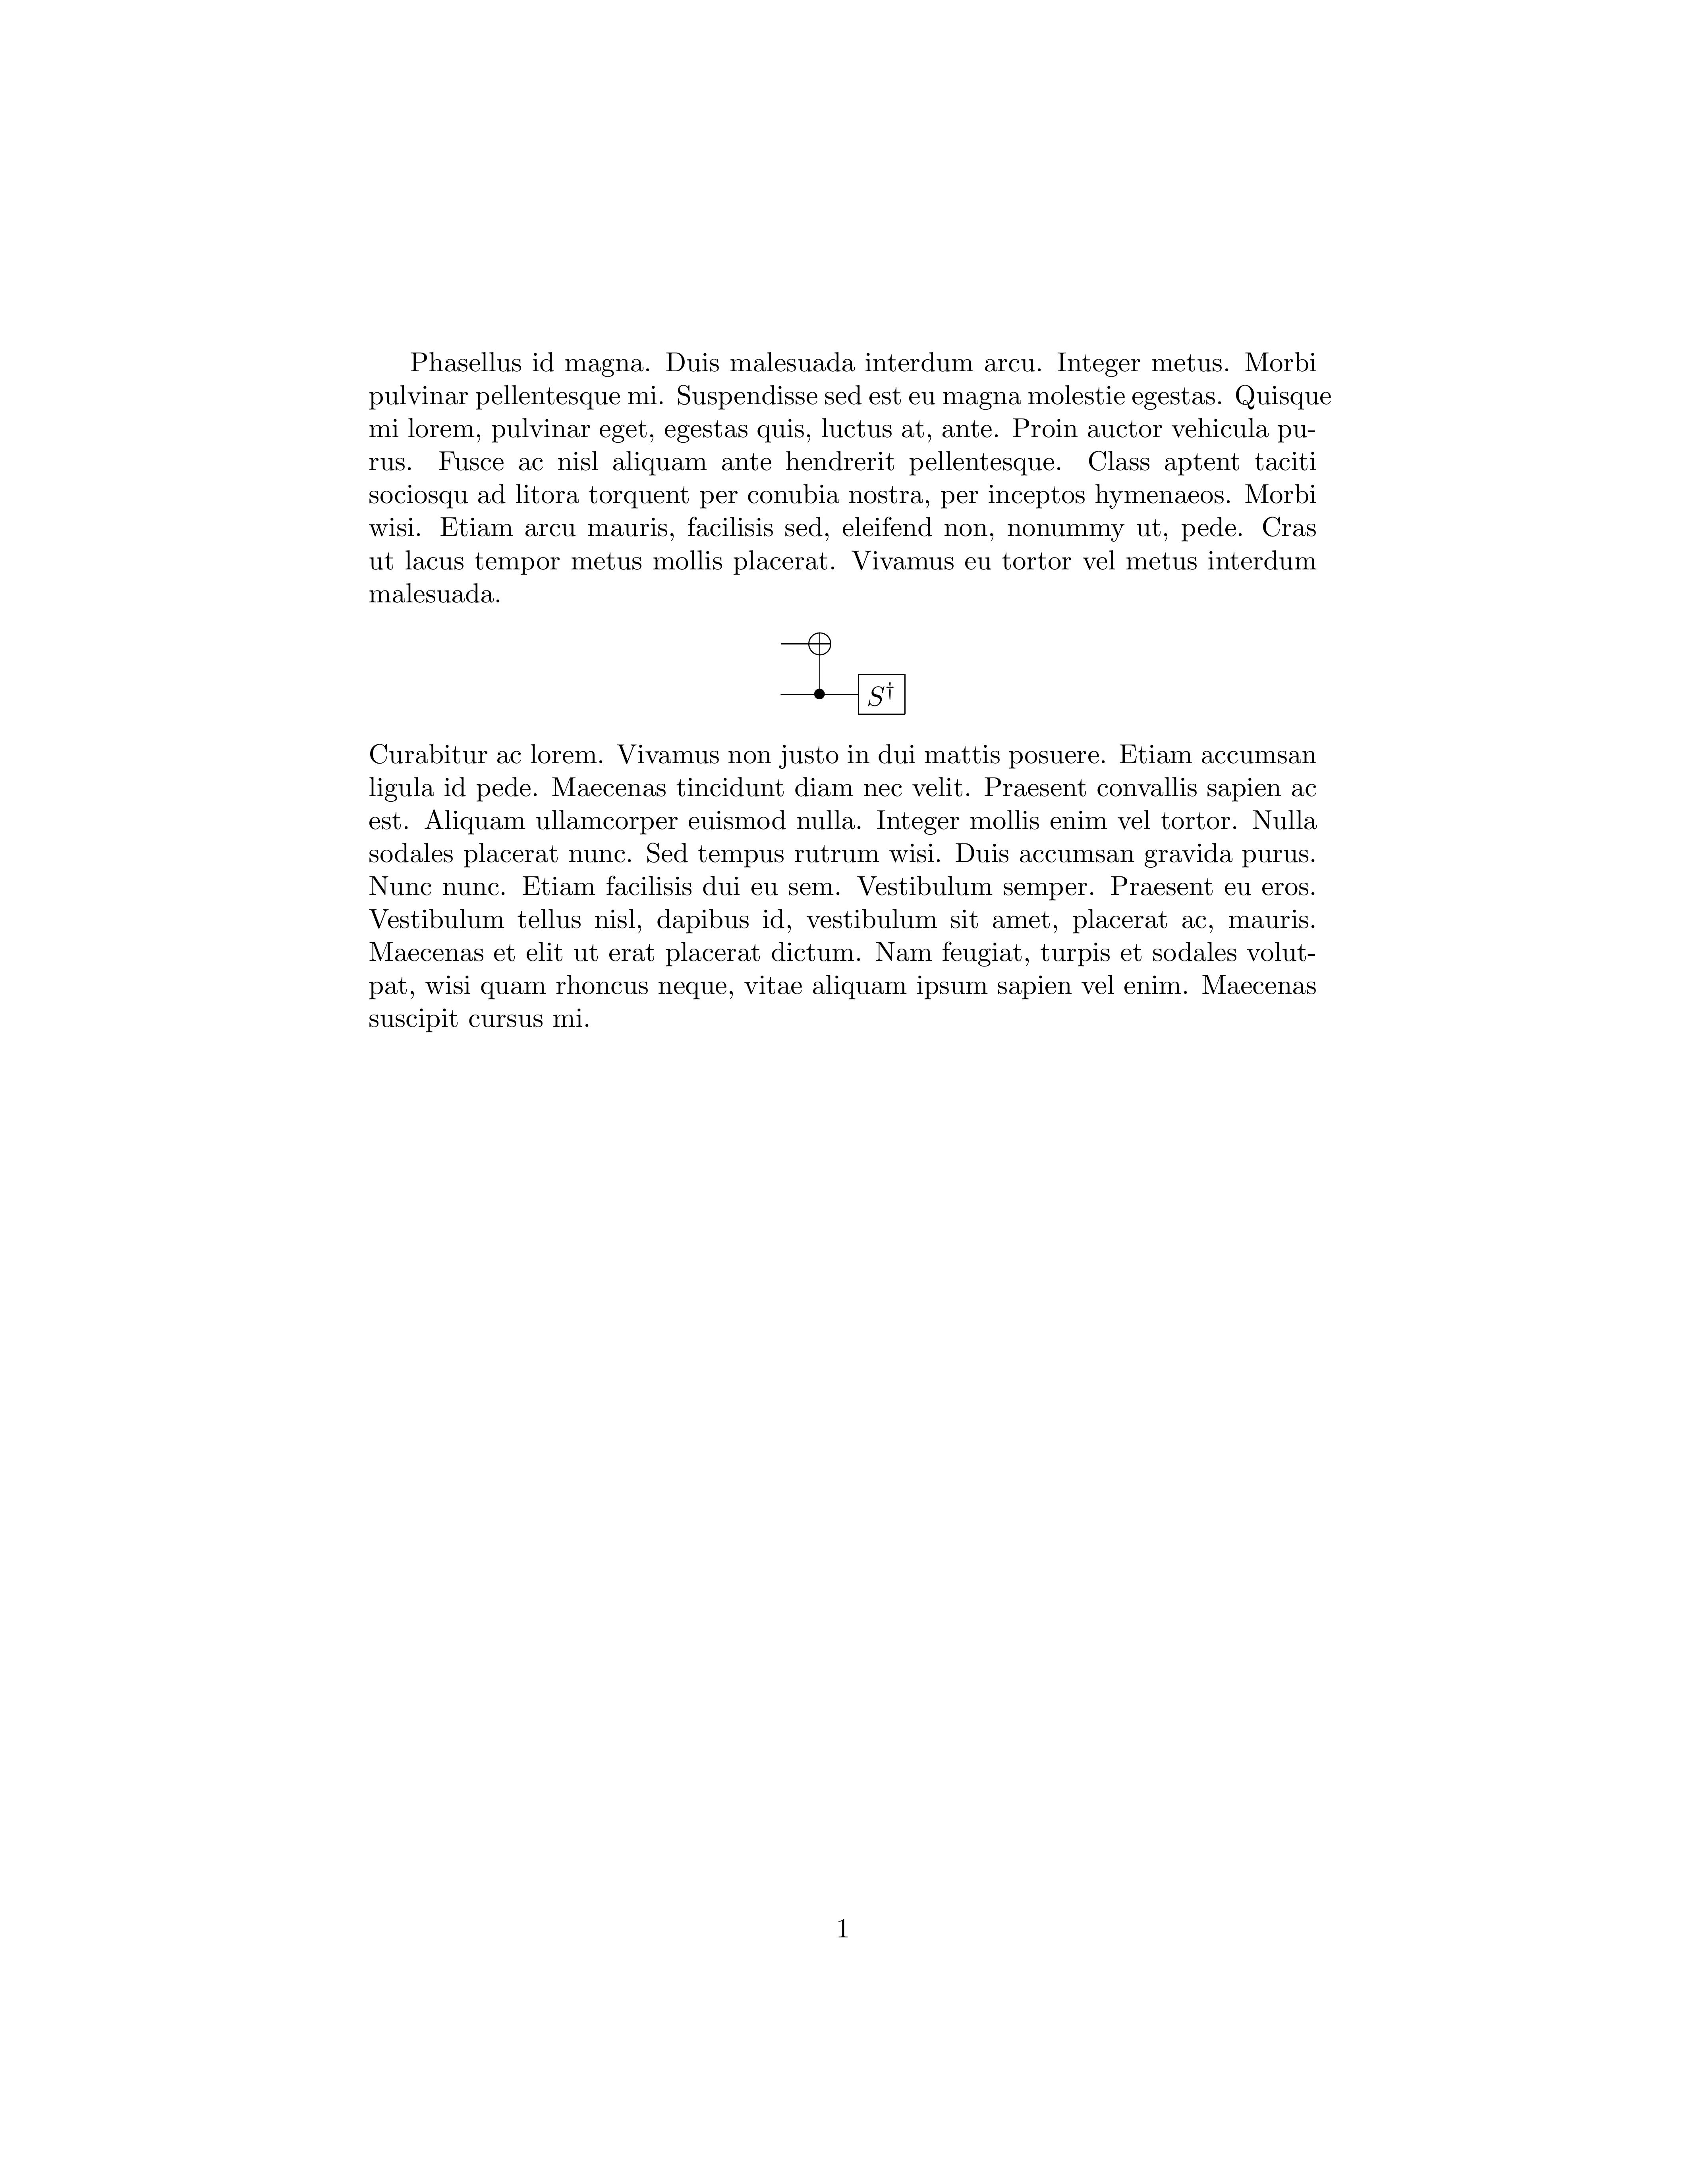 Phasellus id magna. Duis malesuada interdum arcu. Integer metus. Morbi
pulvinar pellentesque mi. Suspendisse sed est eu magna molestie egestas. Quisque
mi lorem, pulvinar eget, egestas quis, luctus at, ante. Proin auctor vehicula pu-
rus. Fusce ac nisl aliquam ante hendrerit pellentesque. Class aptent taciti
sociosqu ad litora torquent per conubia nostra, per inceptos hymenaeos. Morbi
wisi. Etiam arcu mauris, facilisis sed, eleifend non, nonummy ut, pede. Cras
ut lacus tempor metus mollis placerat. Vivamus eu tortor vel metus interdum
malesuada.
S†
Curabitur ac lorem. Vivamus non justo in dui mattis posuere. Etiam accumsan
ligula id pede. Maecenas tincidunt diam nec velit. Praesent convallis sapien ac
est. Aliquam ullamcorper euismod nulla. Integer mollis enim vel tortor. Nulla
sodales placerat nunc. Sed tempus rutrum wisi. Duis accumsan gravida purus.
Nunc nunc. Etiam facilisis dui eu sem. Vestibulum semper. Praesent eu eros.
Vestibulum tellus nisl, dapibus id, vestibulum sit amet, placerat ac, mauris.
Maecenas et elit ut erat placerat dictum. Nam feugiat, turpis et sodales volut-
pat, wisi quam rhoncus neque, vitae aliquam ipsum sapien vel enim. Maecenas
suscipit cursus mi.
1